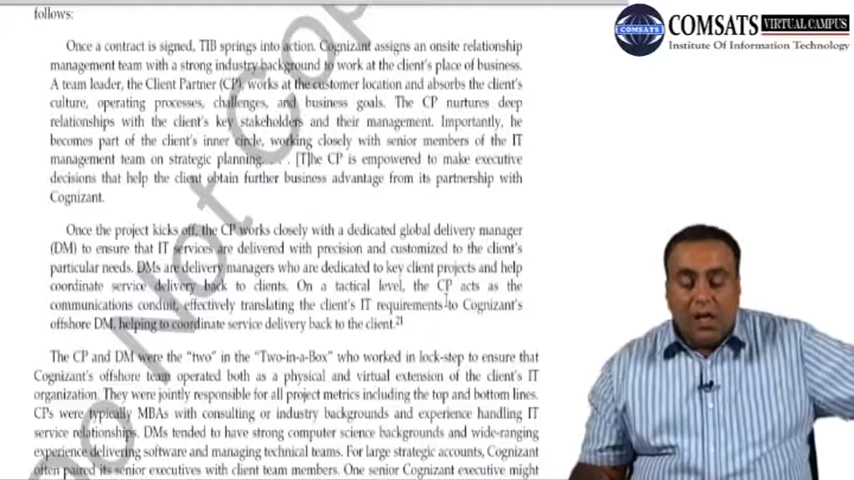 follows:
Once a contract is signed, TIB springs into action. Cognizant assigns an onsite relationship
management team with a strong industry background to work at the client's place of business.
A team leader, the Client Partner (CP), works at the customer location and absorbs the client's
culture, operating processes, challenges, and business goals. The CP nurtures deep
relationships with the client's key stakeholders and their management. Importantly, he
becomes part of the client's inner circle, working closely with senior members of the IT
management team on strategic planning. . . . [T]he CP is empowered to make executive
decisions that help the client obtain further business advantage from its partnership with
Cognizant.
Once the project kicks off, the CP works closely with a dedicated global delivery manager
(DM) to ensure that IT services are delivered with precision and customized to the client's
particular needs. DMs are delivery managers who are dedicated to key client projects and help
coordinate service delivery back to clients. On a tactical level, the CP acts as the
communications conduit, effectively translating the client's IT requirements to Cognizant's
offshore DM, helping to coordinate service delivery back to the client.21
The CP and DM were the "two" in the "Two-in-a-Box" who worked in lock-step to ensure that
Cognizant's offshore team operated both as a physical and virtual extension of the client's IT
organization. They were jointly responsible for all project metrics including the top and bottom lines.
CPs were typically MBAs with consulting or industry backgrounds and experience handling IT
service relationships. DMs tended to have strong computer science backgrounds and wide-ranging
experience delivering software and managing technical teams. For large strategic accounts, Cognizant
often paired its senior executives with client team members. One senior Cognizant executive might
COMSATS VIRTUAL CAMPUS
Institute Of Information Technology
COMSATS
do Not Cop